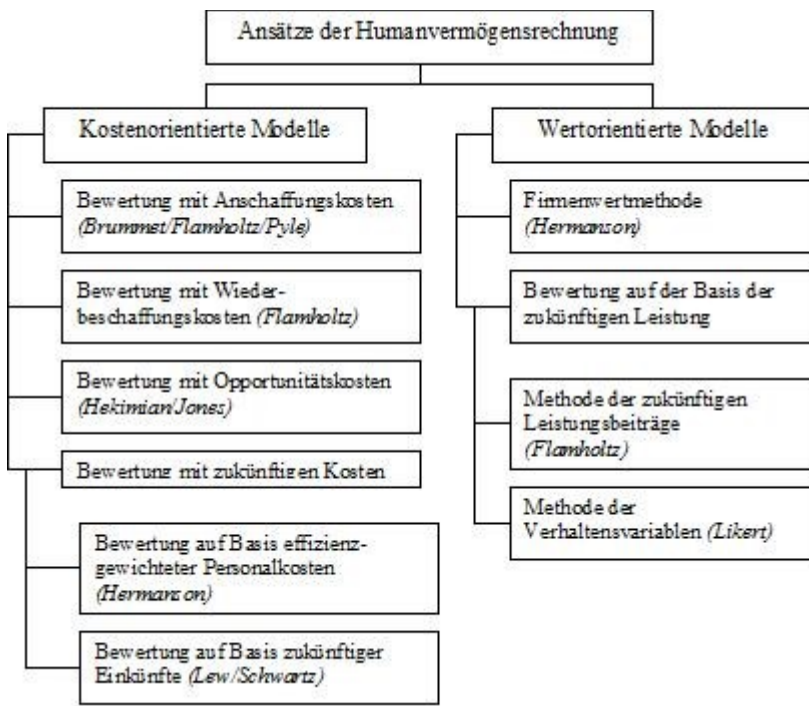 Ansätze der Humanvermögensrechnung
Kostenorientierte Modelle
Bewertung mit Anschaffungskosten
(Brummet/Flamholtz/Pyle)
Bewertung mit Wieder-
beschaffungskosten (Flamholtz)
Bewertung mit Opportunitätskosten
(Hekimian/Jones)
Bewertung mit zukünftigen Kosten
Bewertung auf Basis effizienz-
gewichteter Personalkosten
(Hermanson)
Bewertung auf Basis zukünftiger
Einkünfte (Lew/Schwartz)
Wertorientierte Modelle
Firmenwertmethode
(Hermanson)
Bewertung auf der Basis der
zukünftigen Leistung
Methode der zukünftigen
Leistungsbeiträge
(Flamholtz)
Methode der
Verhaltensvariablen (Likert)